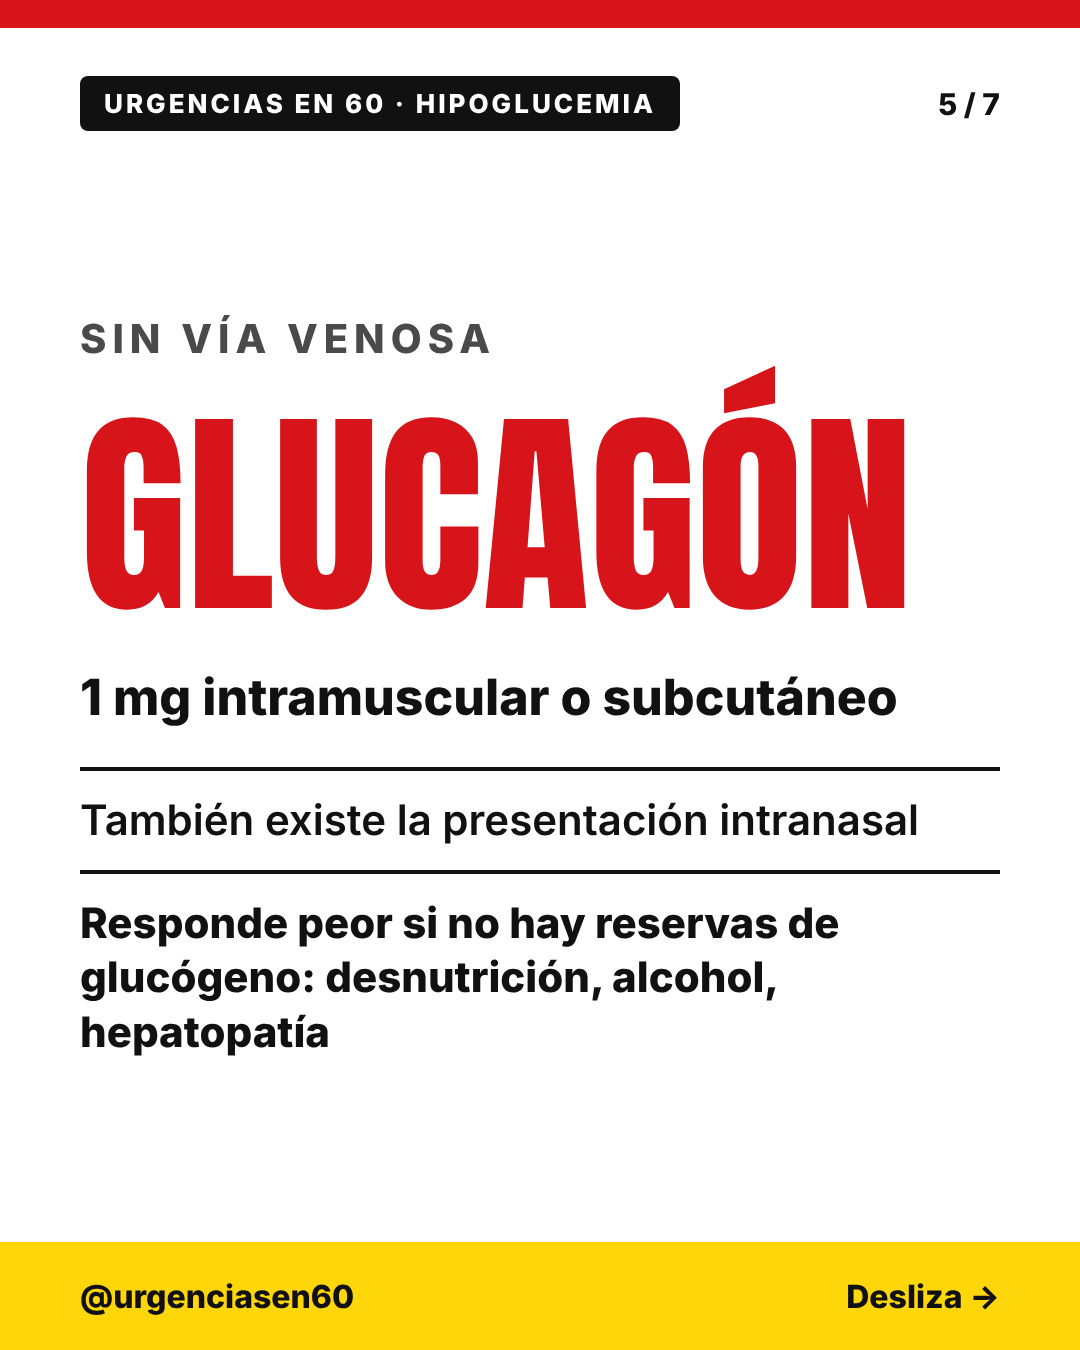 URGENCIAS EN 60 · HIPOGLUCEMIA
5 / 7
SIN VÍA VENOSA
GLUCAGÓN
1 mg intramuscular o subcutáneo
También existe la presentación intranasal
Responde peor si no hay reservas de
glucógeno: desnutrición, alcohol,
hepatopatía
@urgenciasen60
Desliza →